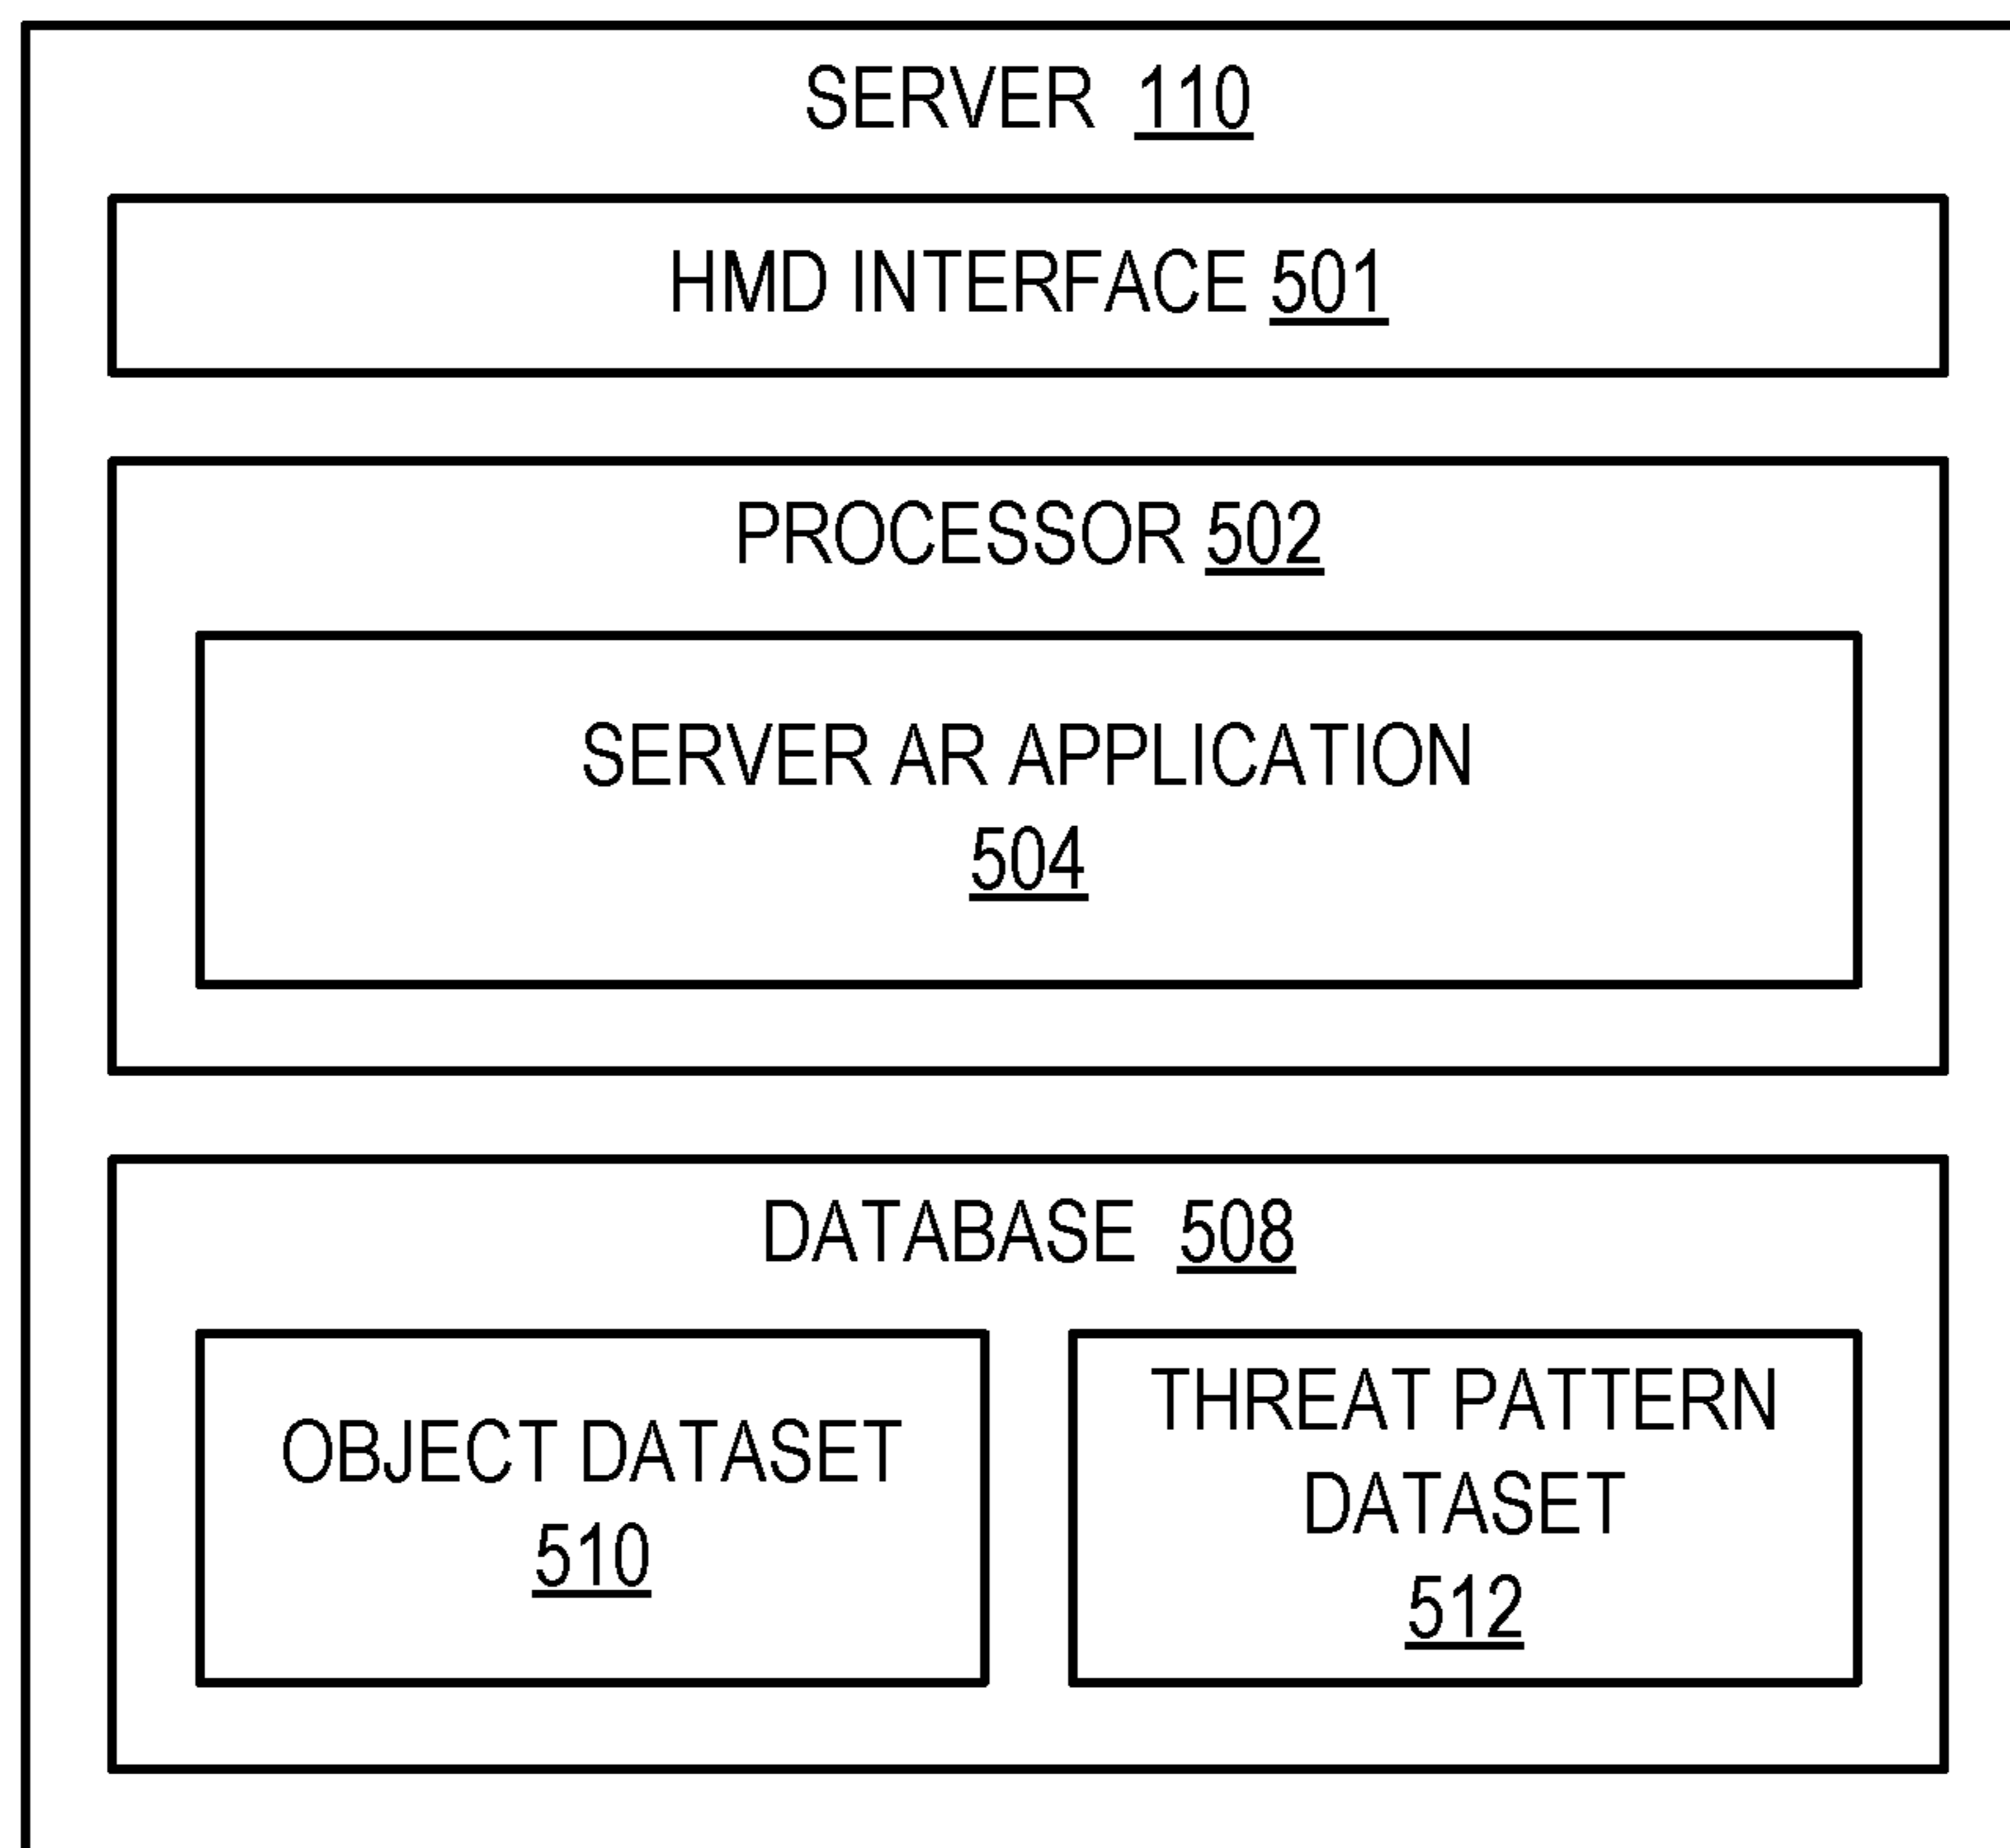 SERVER 110
HMD INTERFACE 501
PROCESSOR 502
SERVER AR APPLICATION
504
DATABASE 508
OBJECT DATASET
510
THREAT PATTERN
DATASET
512